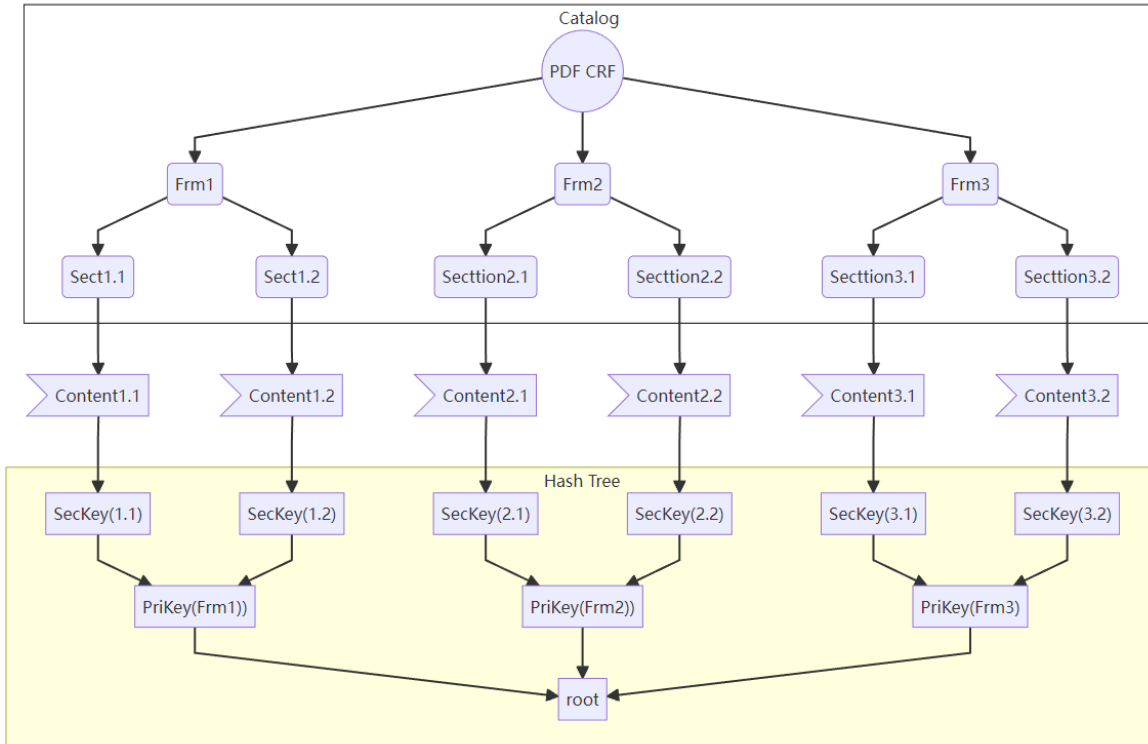 Catalog
PDF CRF
Frm1
Frm2
Frm3
Sect1.1
Sect1.2
Secttion2.1
Secttion2.2
Secttion3.1
Secttion3.2
Content1.1
Content1.2
Content2.1
Content2.2
Content3.1
Content3.2
Hash Tree
SecKey(1.1)
SecKey(1.2)
SecKey(2.1)
SecKey(2.2)
SecKey(3.1)
SecKey(3.2)
PriKey(Frm1))
PriKey(Frm2))
PriKey(Frm3)
root